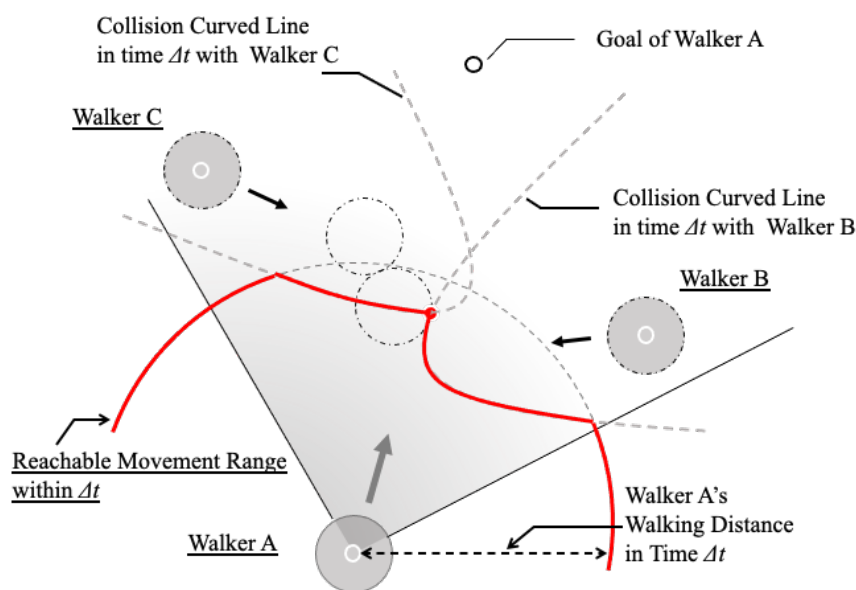 Collision Curved Line
in time Δt with Walker C
Goal of Walker A
Walker C
Collision Curved Line
in time Δt with Walker B
Walker B
Reachable Movement Range
within Δt
Walker A
Walker A’s
Walking Distance
in Time Δt